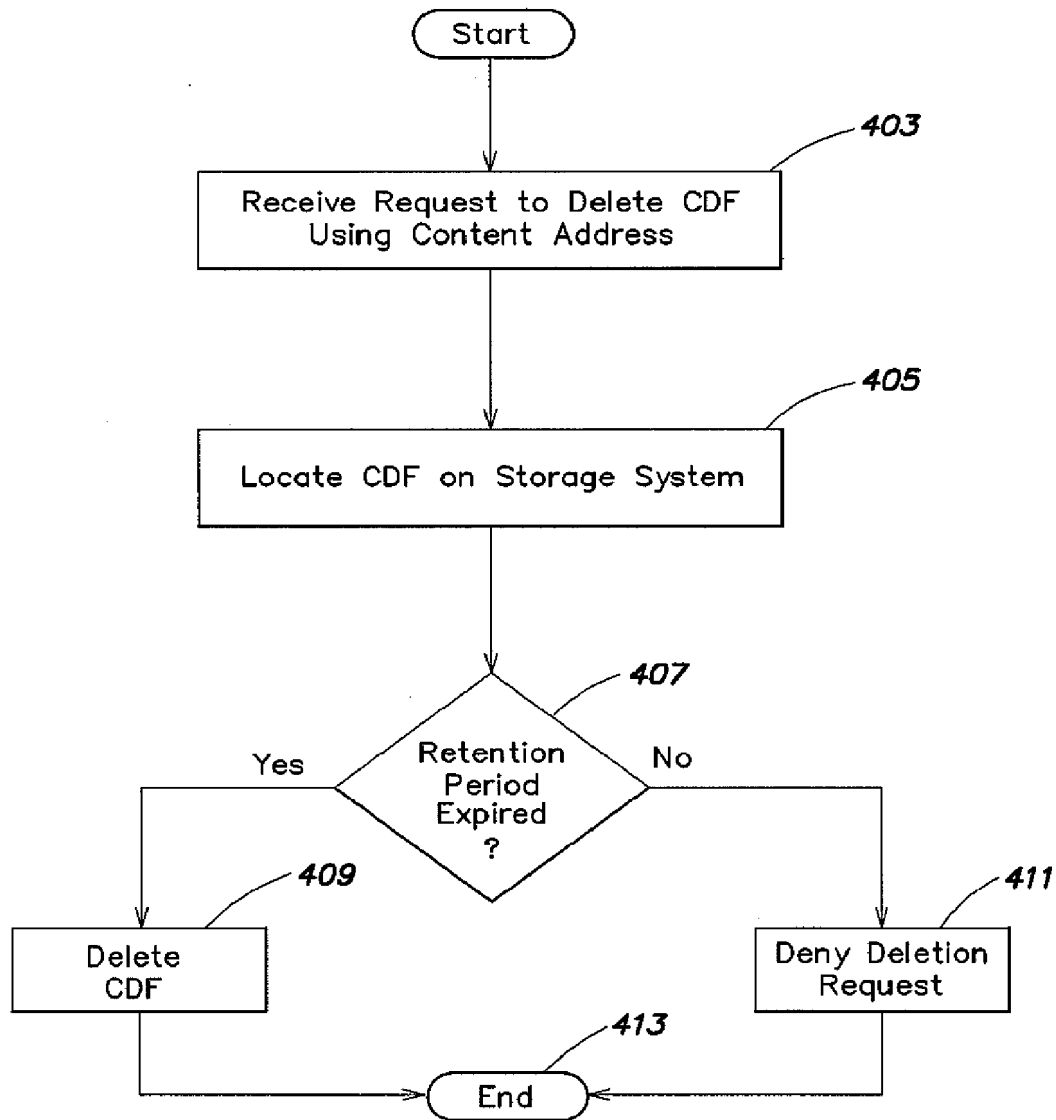 Start
403
Receive Request to Delete CDF
Using Content Address
405
Locate CDF on Storage System
407
Yes
Retention
Period
Expired
?
No
409
Delete
CDF
411
Deny Deletion
Request
413
End